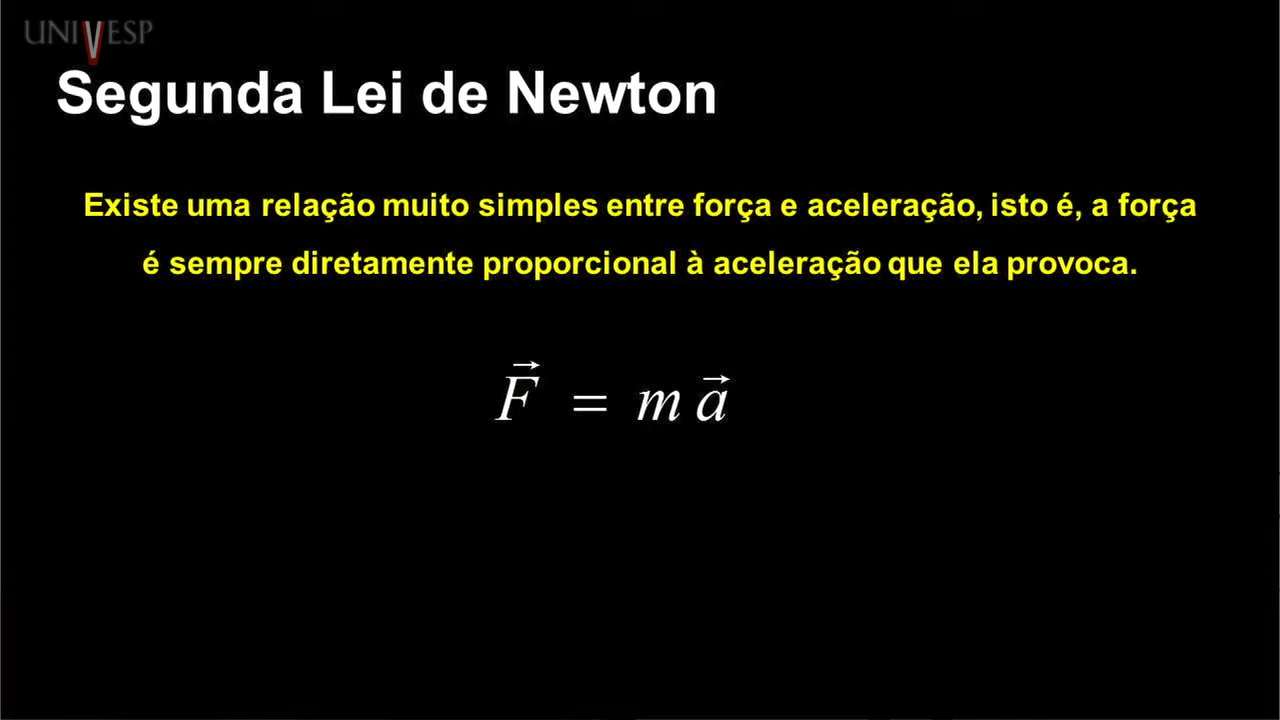 UNIVESP
Segunda Lei de Newton
Existe uma relação muito simples entre força e aceleração, isto é, a força
é sempre diretamente proporcional à aceleração que ela provoca.
F⃗ = m a⃗